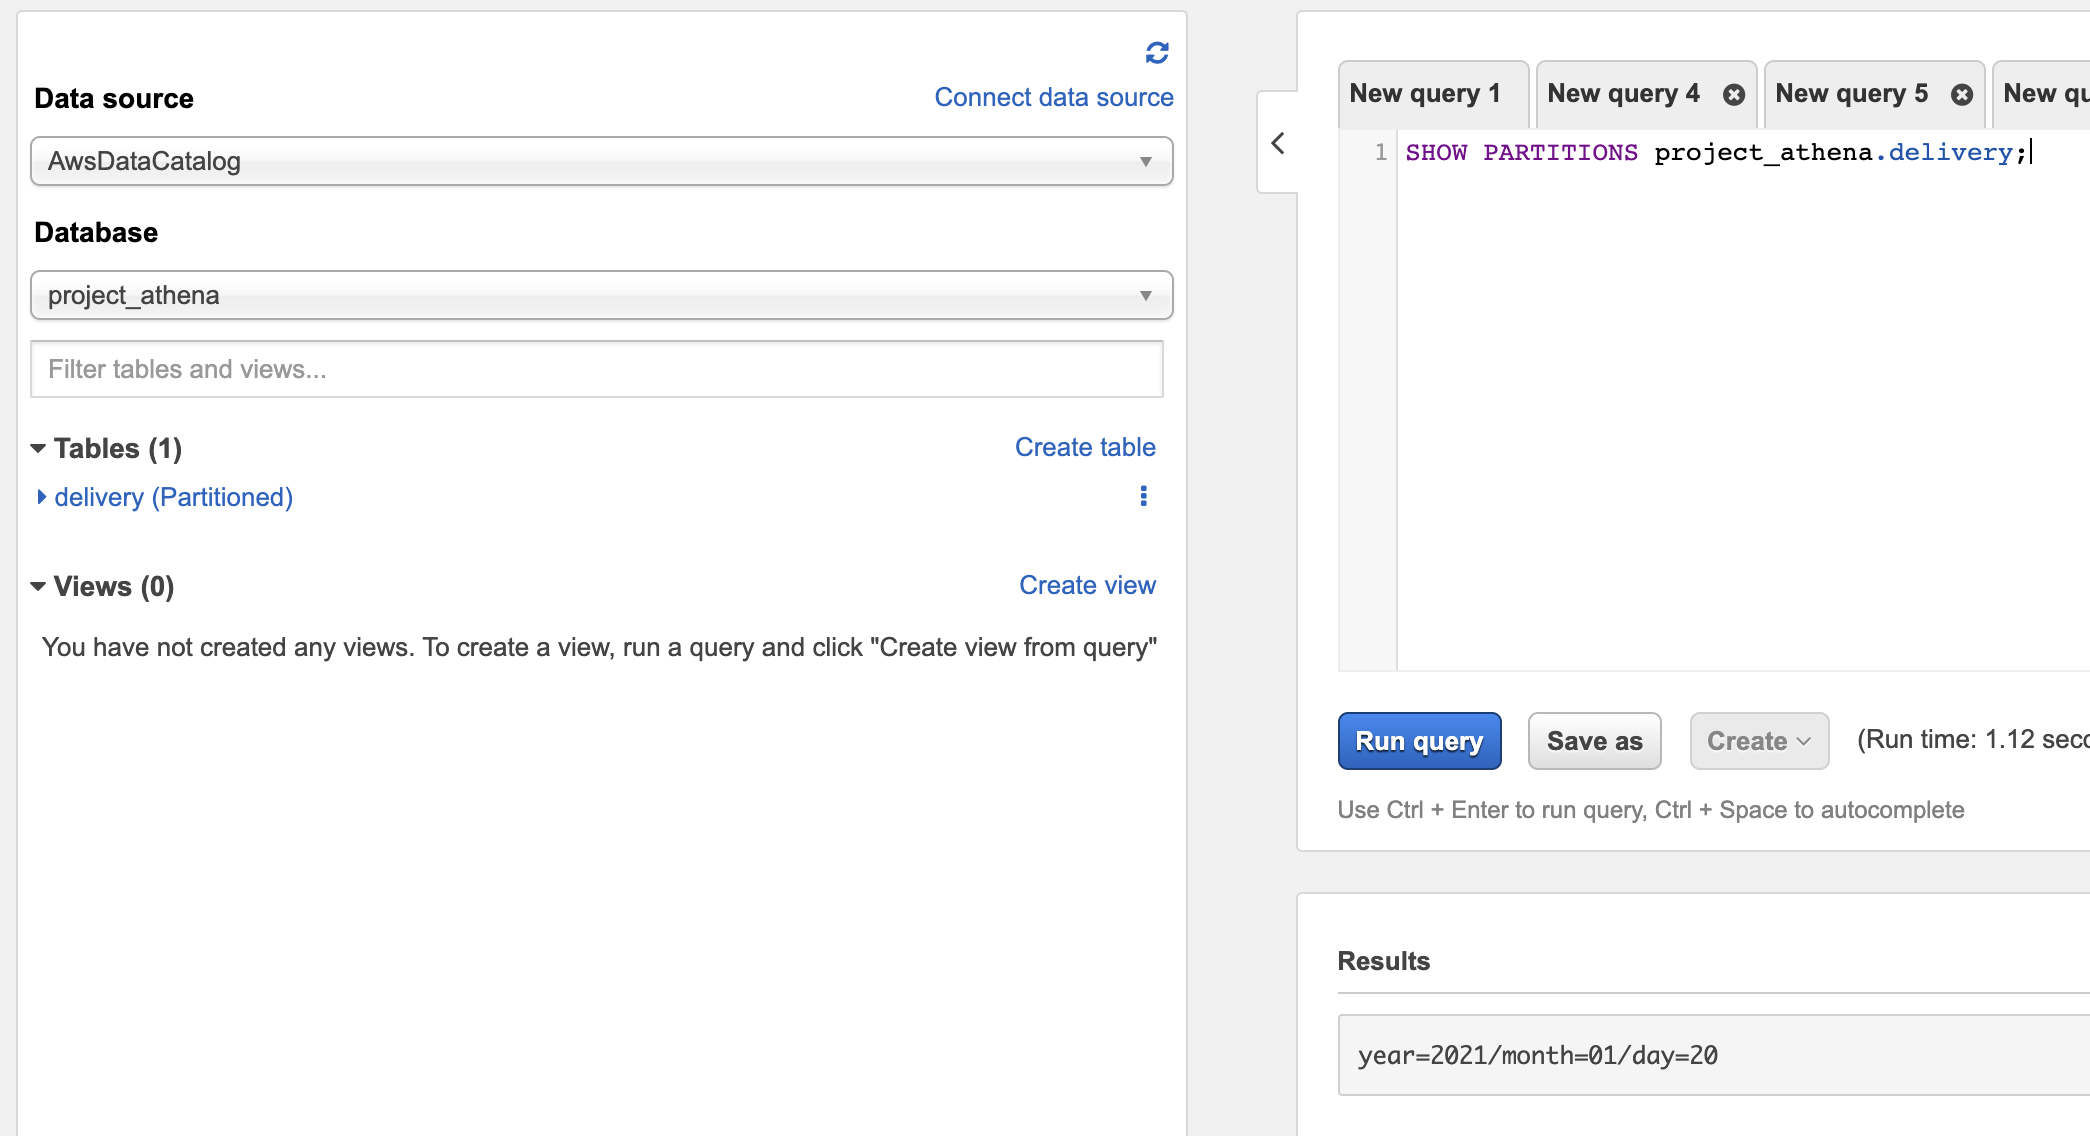 Data source
Connect data source
AwsDataCatalog
Database
project_athena
Filter tables and views...
Tables (1)
Create table
delivery (Partitioned)
Views (0)
Create view
You have not created any views. To create a view, run a query and click "Create view from query"
New query 1
New query 4
New query 5
New qu
1 SHOW PARTITIONS project_athena.delivery;
Run query
Save as
Create
(Run time: 1.12 seco
Use Ctrl + Enter to run query, Ctrl + Space to autocomplete
Results
year=2021/month=01/day=20